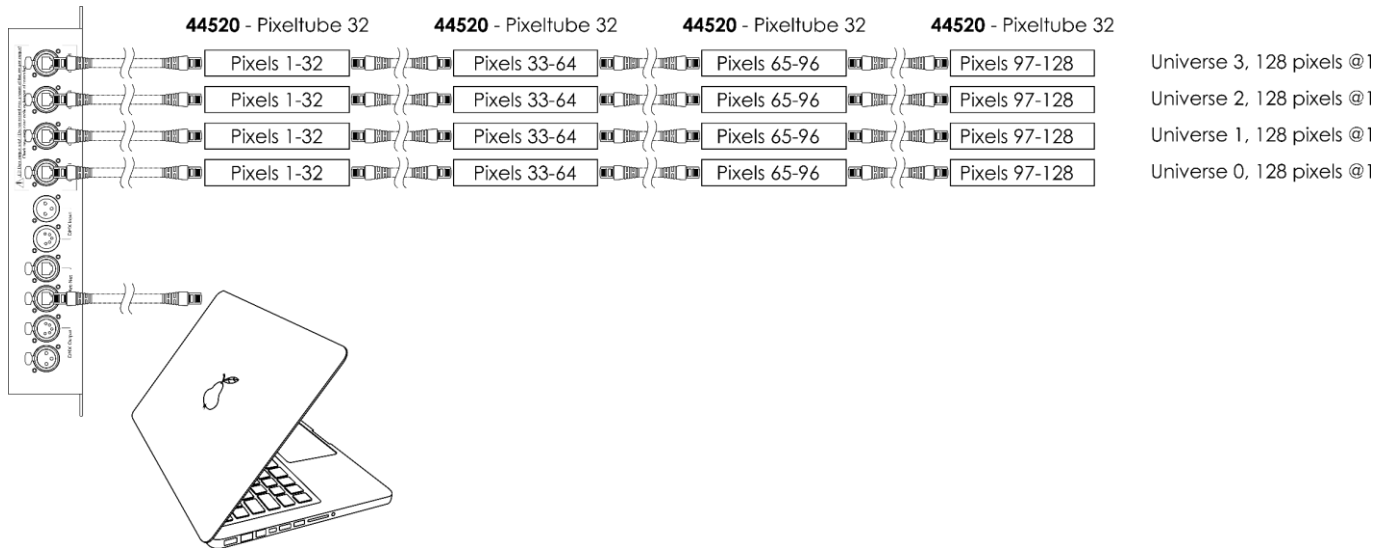 44520 - Pixeltube 32 44520 - Pixeltube 32 44520 - Pixeltube 32 44520 - Pixeltube 32
Pixels 1-32 Pixels 33-64 Pixels 65-96 Pixels 97-128 Universe 3, 128 pixels @1
Pixels 1-32 Pixels 33-64 Pixels 65-96 Pixels 97-128 Universe 2, 128 pixels @1
Pixels 1-32 Pixels 33-64 Pixels 65-96 Pixels 97-128 Universe 1, 128 pixels @1
Pixels 1-32 Pixels 33-64 Pixels 65-96 Pixels 97-128 Universe 0, 128 pixels @1
DMX Input
DMX Output